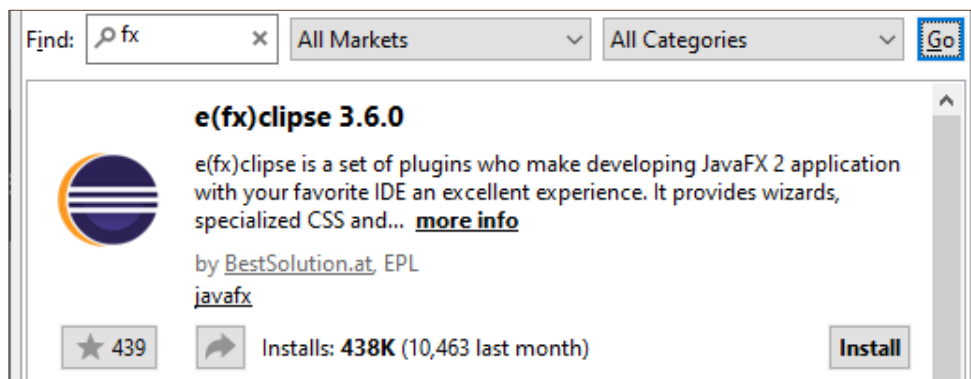 Find: fx × All Markets All Categories Go
e(fx)clipse 3.6.0
e(fx)clipse is a set of plugins who make developing JavaFX 2 application
with your favorite IDE an excellent experience. It provides wizards,
specialized CSS and... more info
by BestSolution.at, EPL
javafx
439 Installs: 438K (10,463 last month) Install